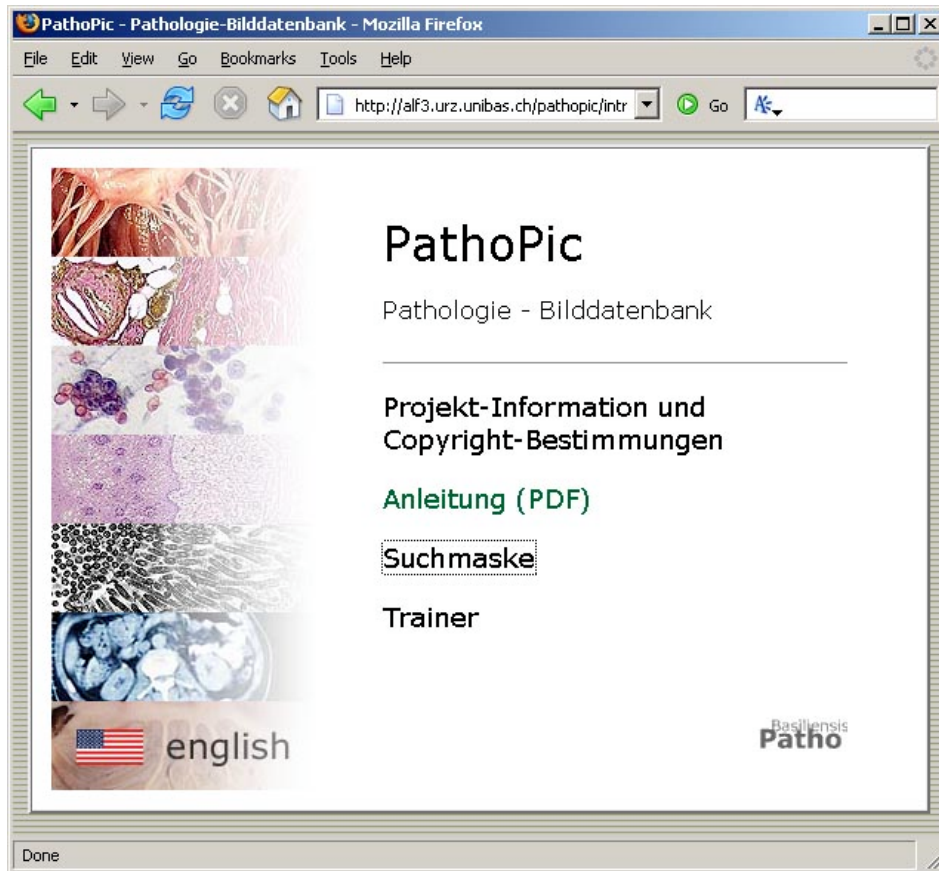 PathoPic - Pathologie-Bilddatenbank - Mozilla Firefox
File Edit View Go Bookmarks Tools Help
http://alf3.urz.unibas.ch/pathopic/intr Go
PathoPic
Pathologie - Bilddatenbank
Projekt-Information und
Copyright-Bestimmungen
Anleitung (PDF)
Suchmaske
Trainer
english
Basiliensis
Patho
Done